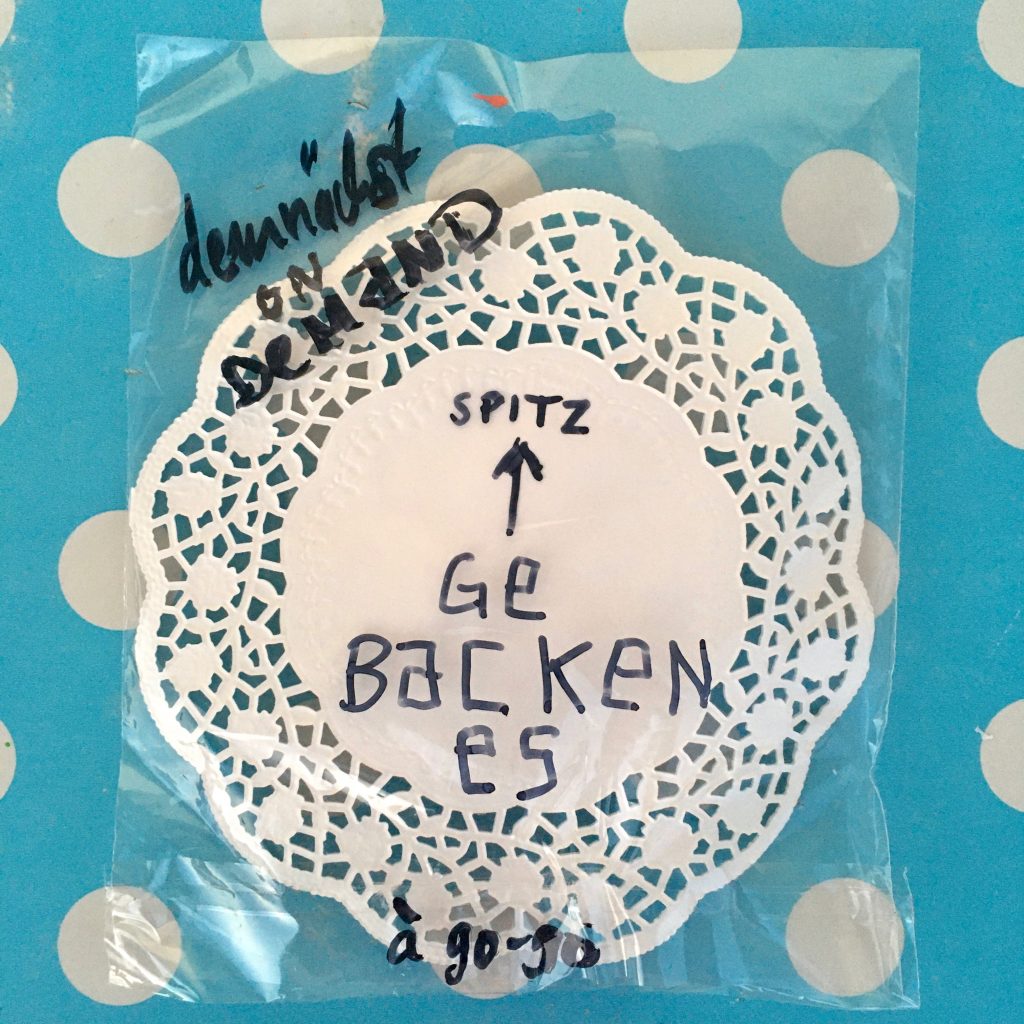 demnächst
ON
DeMaND
SPITZ
Ge
BacKeN
es
à go-go